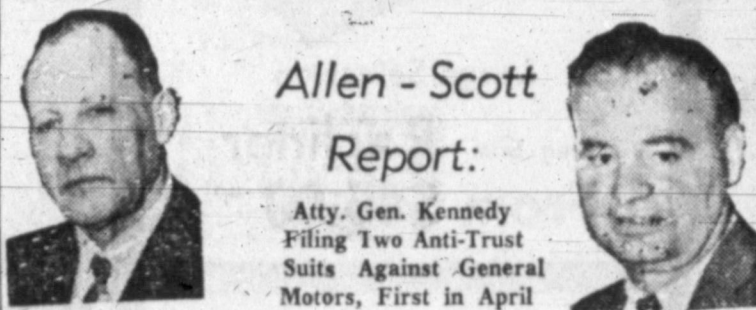 Allen - Scott
Report:
Atty. Gen. Kennedy
Filing Two Anti-Trust
Suits Against General
Motors, First in April